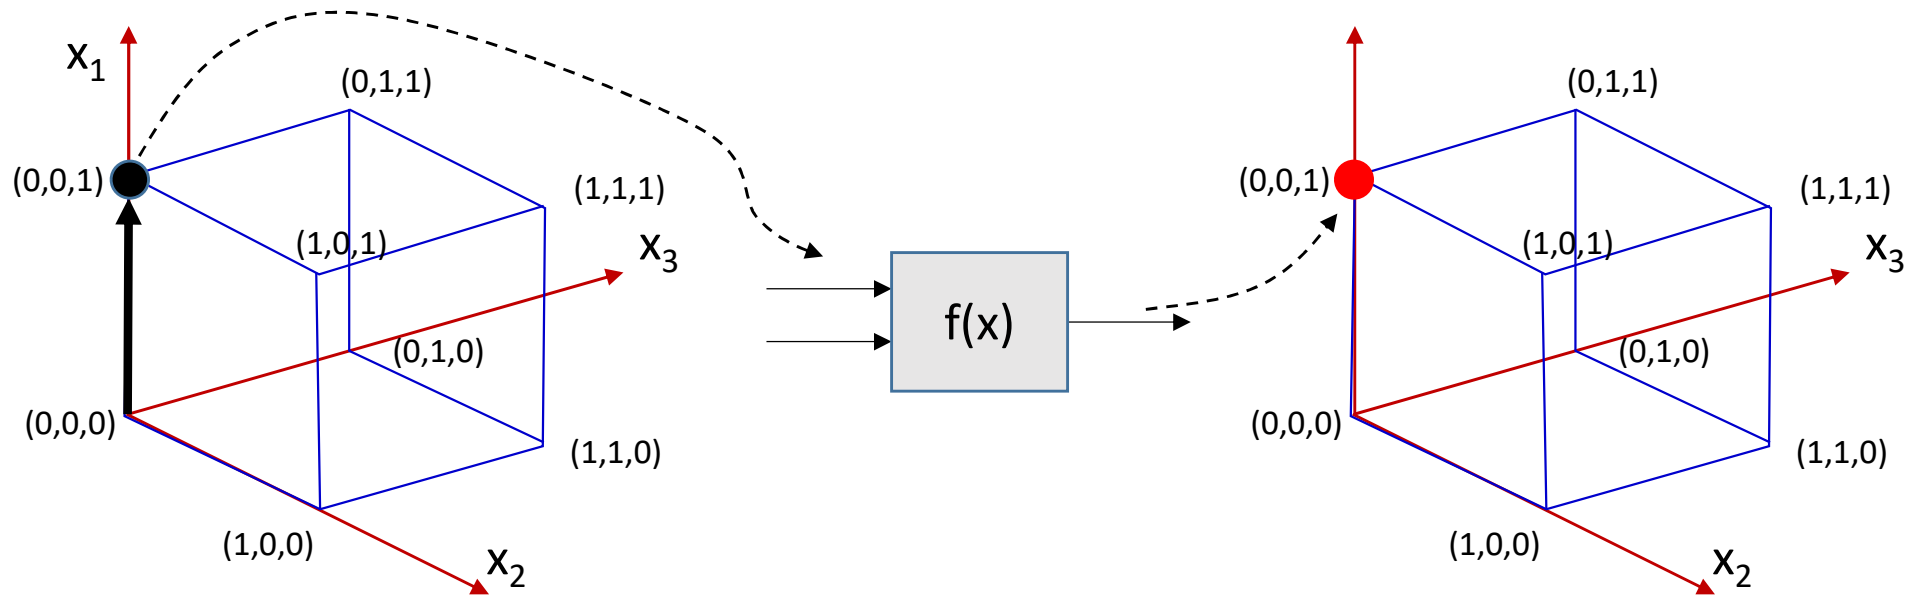 x1
(0,1,1)
(0,0,1)
(1,1,1)
(1,0,1)
x3
(0,1,0)
(0,0,0)
(1,1,0)
(1,0,0)
x2
f(x)
(0,1,1)
(0,0,1)
(1,1,1)
(1,0,1)
x3
(0,1,0)
(0,0,0)
(1,1,0)
(1,0,0)
x2